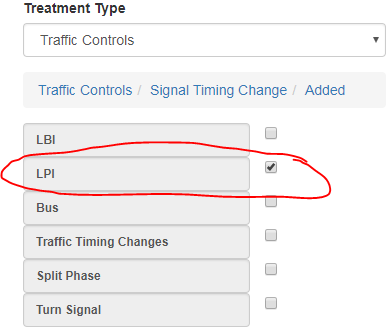 Treatment Type
Traffic Controls
Traffic Controls / Signal Timing Change / Added
LBI
LPI
Bus
Traffic Timing Changes
Split Phase
Turn Signal